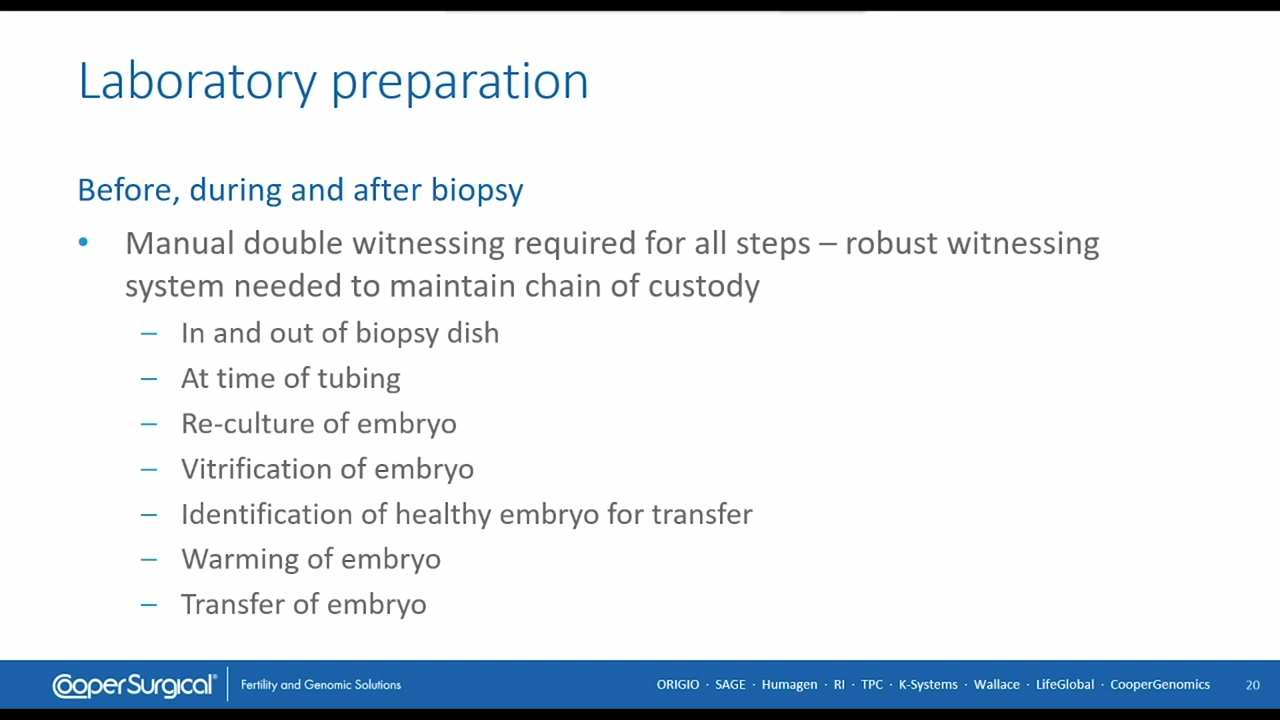 Laboratory preparation
Before, during and after biopsy
• Manual double witnessing required for all steps – robust witnessing
system needed to maintain chain of custody
– In and out of biopsy dish
– At time of tubing
– Re-culture of embryo
– Vitrification of embryo
– Identification of healthy embryo for transfer
– Warming of embryo
– Transfer of embryo
CooperSurgical® Fertility and Genomic Solutions ORIGIO · SAGE · Humagen · RI · TPC · K-Systems · Wallace · LifeGlobal · CooperGenomics 20